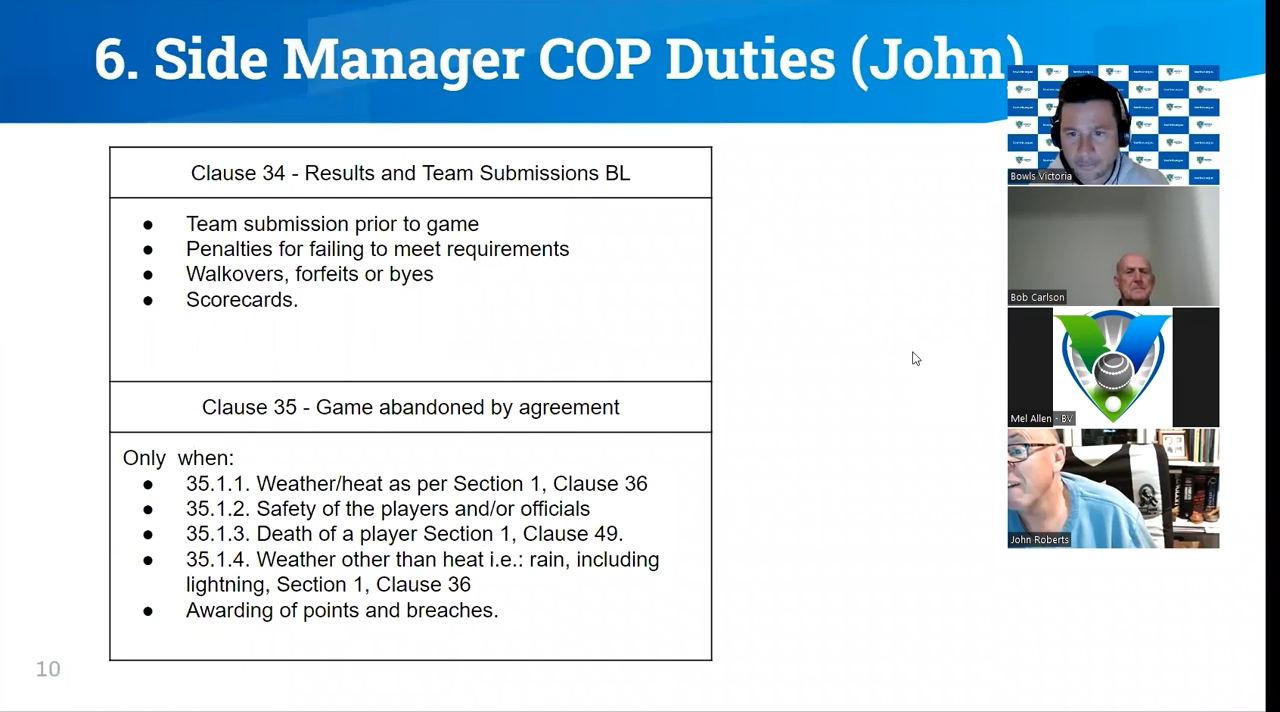 6. Side Manager COP Duties (John)
Clause 34 - Results and Team Submissions BL
● Team submission prior to game
● Penalties for failing to meet requirements
● Walkovers, forfeits or byes
● Scorecards.
Clause 35 - Game abandoned by agreement
Only when:
● 35.1.1. Weather/heat as per Section 1, Clause 36
● 35.1.2. Safety of the players and/or officials
● 35.1.3. Death of a player Section 1, Clause 49.
● 35.1.4. Weather other than heat i.e.: rain, including
lightning, Section 1, Clause 36
● Awarding of points and breaches.
10
Bowls Victoria
Bob Carlson
Mel Allen - BV
John Roberts